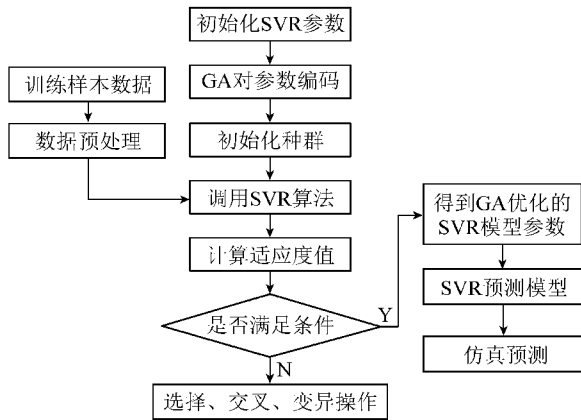 初始化SVR参数
GA对参数编码
初始化种群
训练样本数据
数据预处理
调用SVR算法
计算适应度值
是否满足条件
Y
N
选择、交叉、变异操作
得到GA优化的
SVR模型参数
SVR预测模型
仿真预测